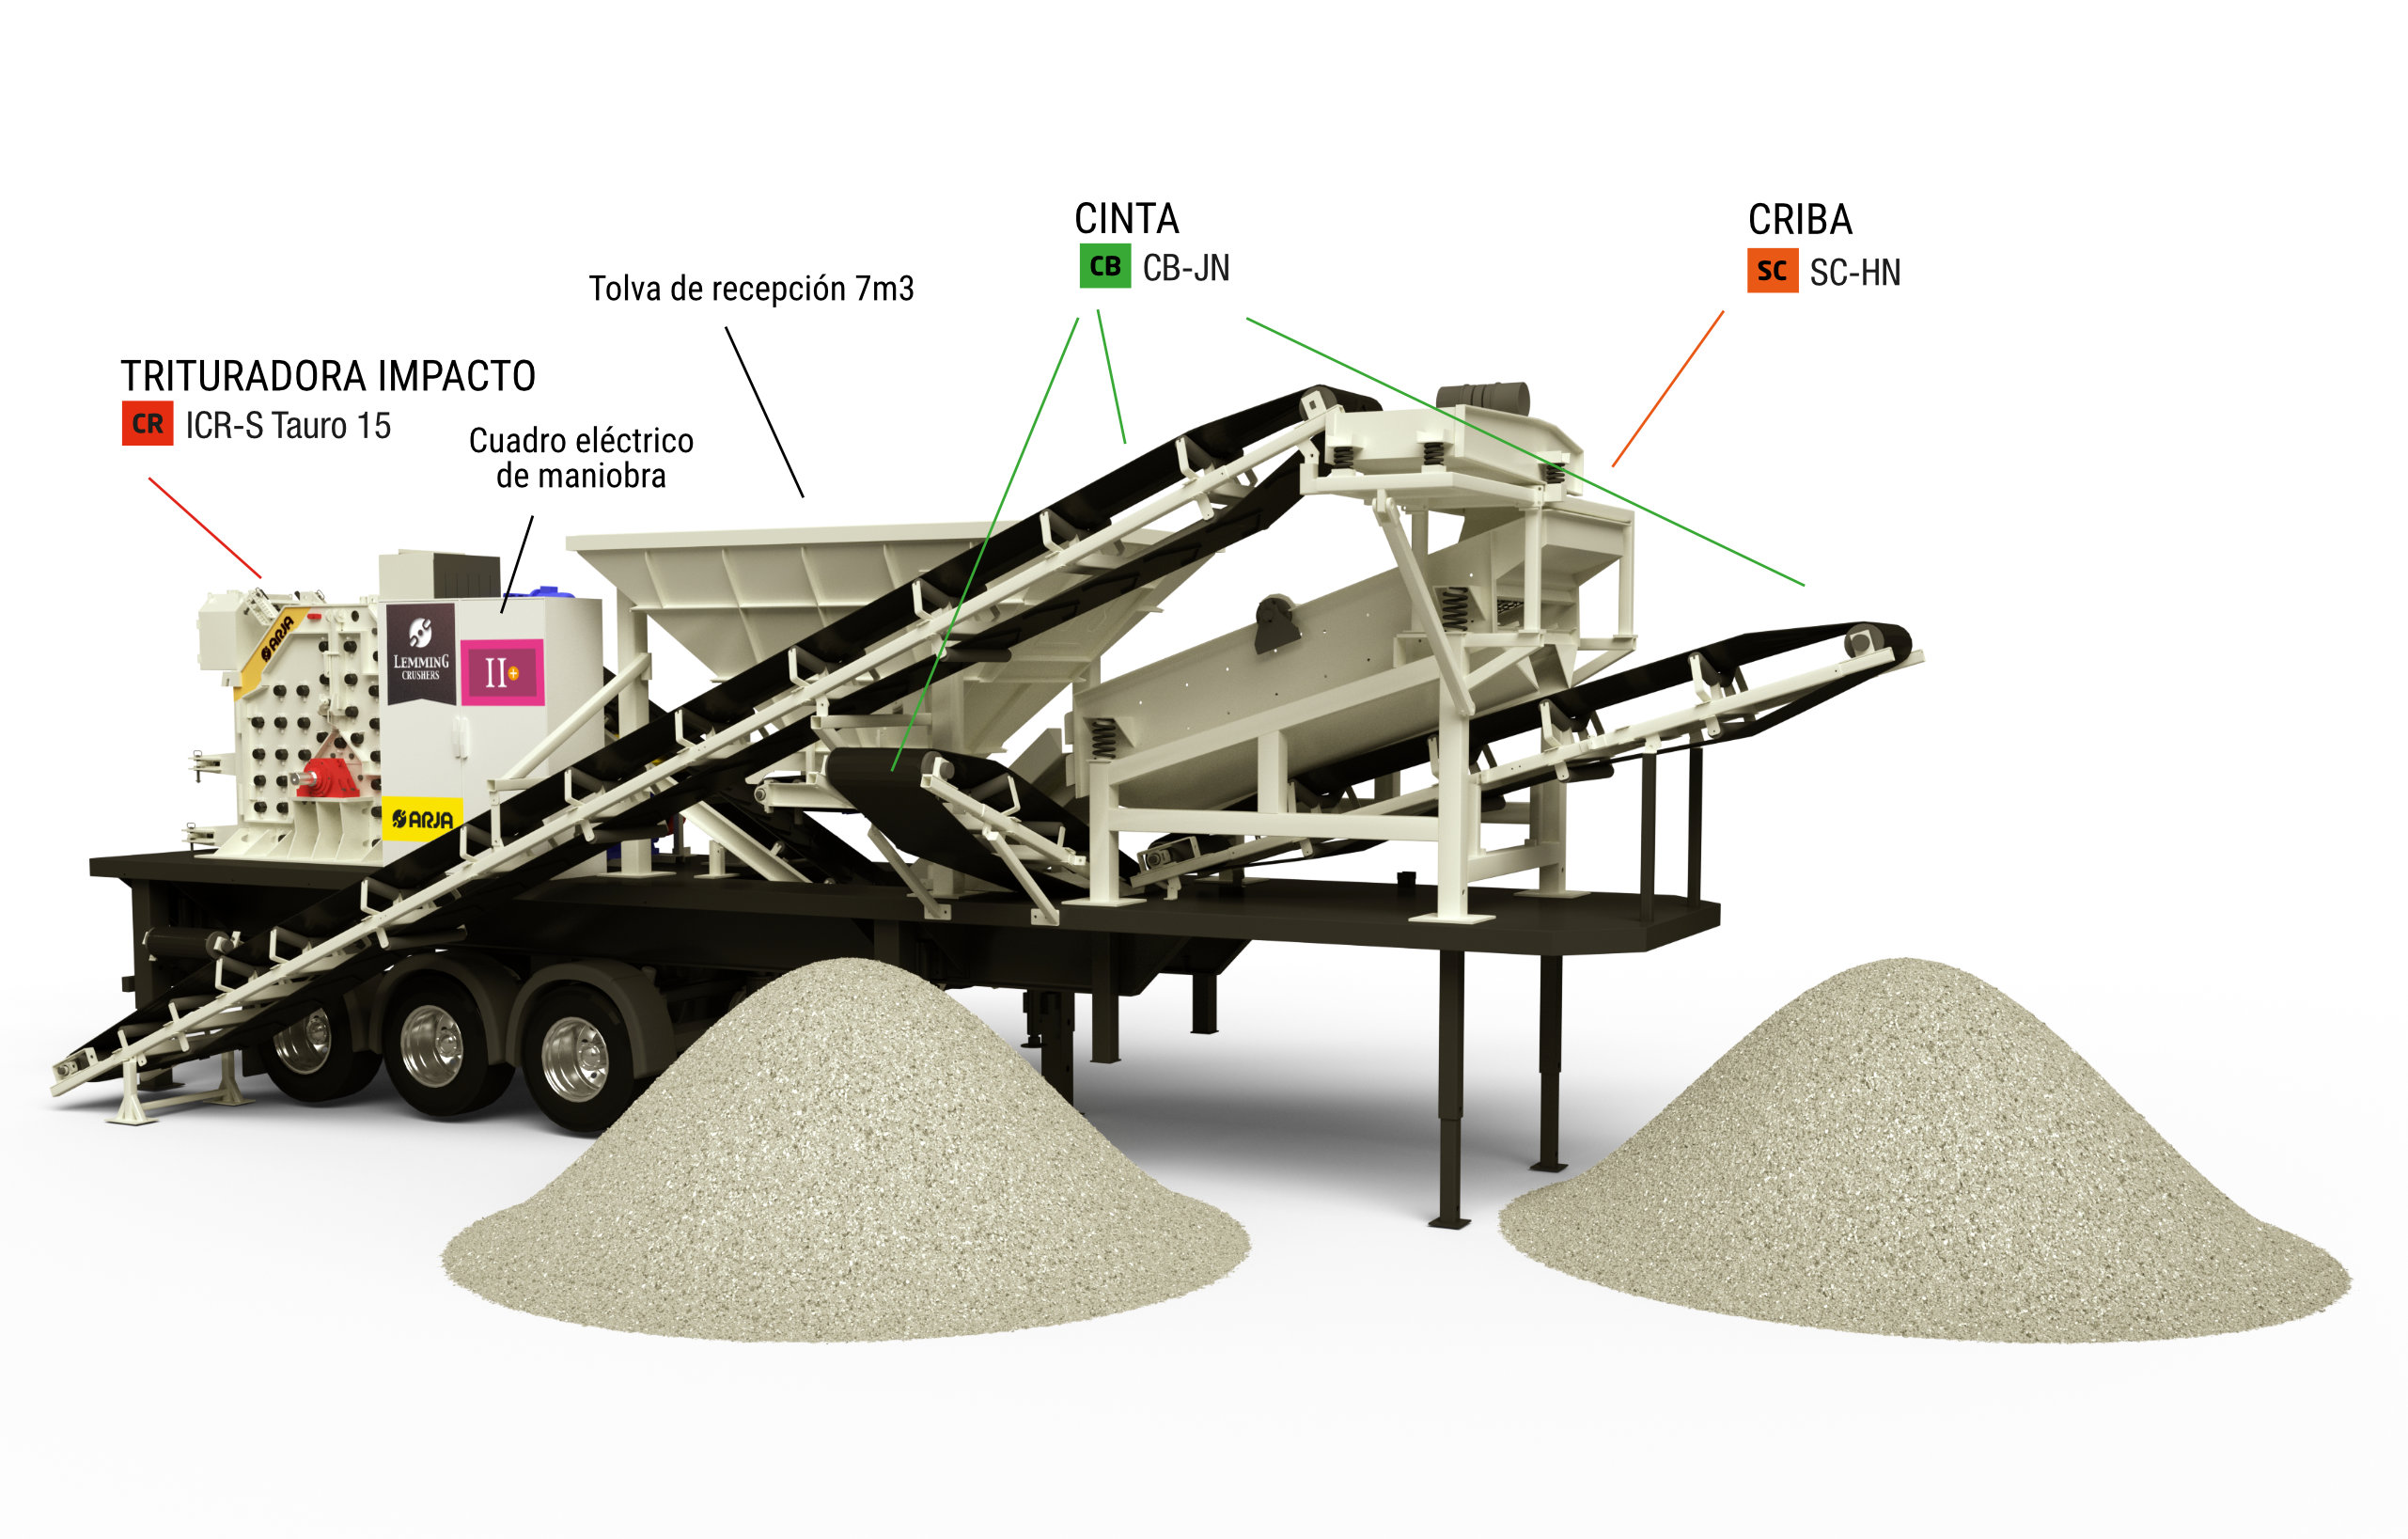 CINTA
CB CB-JN
CRIBA
SC SC-HN
Tolva de recepción 7m3
TRITURADORA IMPACTO
CR ICR-S Tauro 15
Cuadro eléctrico
de maniobra
ARJA
LEMMING
CRUSHERS
II+
ARJA